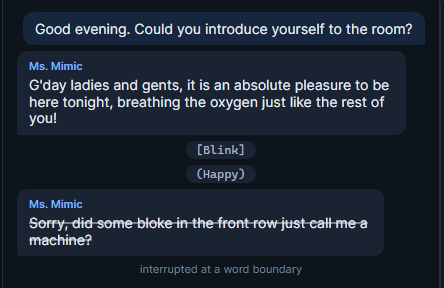 Good evening. Could you introduce yourself to the room?
Ms. Mimic
G'day ladies and gents, it is an absolute pleasure to be
here tonight, breathing the oxygen just like the rest of
you!
[Blink]
(Happy)
Ms. Mimic
Sorry, did some bloke in the front row just call me a
machine?
interrupted at a word boundary